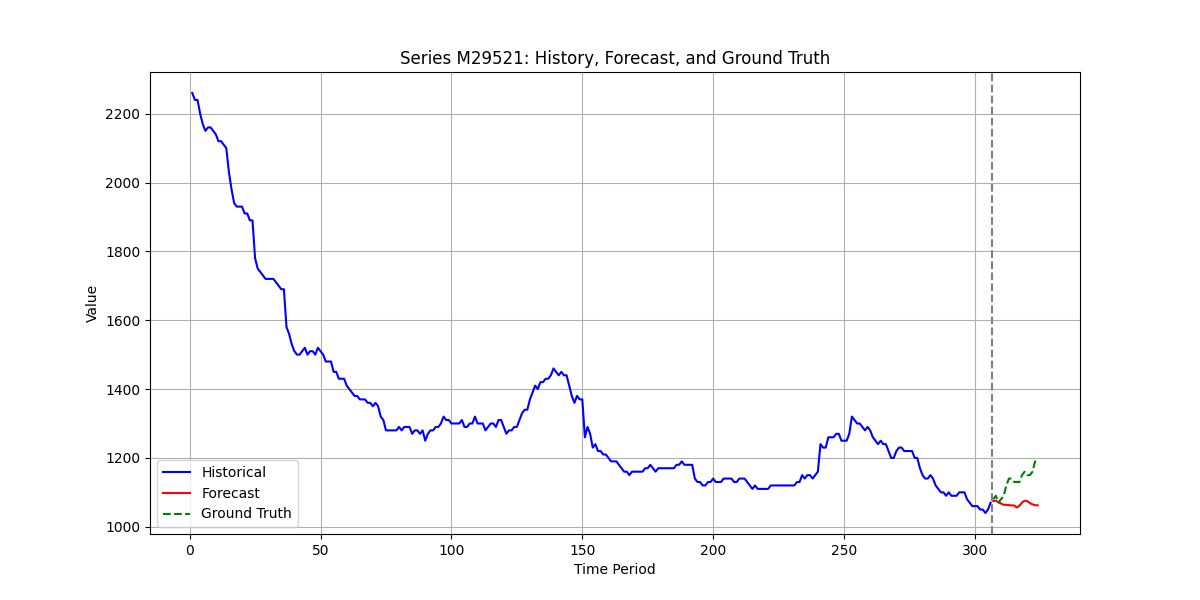 Series M29521: History, Forecast, and Ground Truth
Value
2200
2000
1800
1600
1400
1200
1000
Historical
Forecast
Ground Truth
0 50 100 150 200 250 300
Time Period